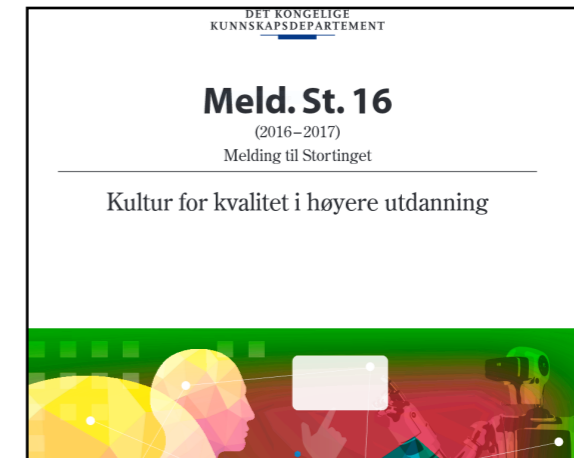 DET KONGELIGE
KUNNSKAPSDEPARTEMENT
Meld. St. 16
(2016–2017)
Melding til Stortinget
Kultur for kvalitet i høyere utdanning